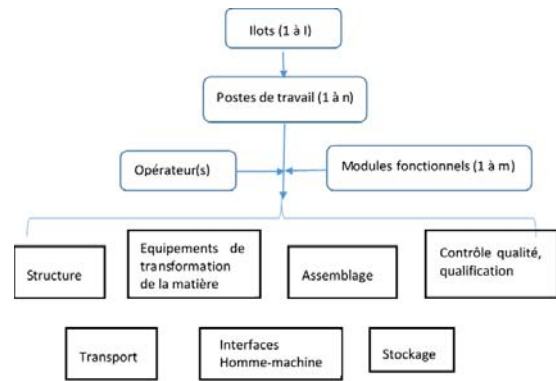 Ilots (1 à I)
Postes de travail (1 à n)
Opérateur(s)
Modules fonctionnels (1 à m)
Structure
Equipements de
transformation
de la matière
Assemblage
Contrôle qualité,
qualification
Transport
Interfaces
Homme-machine
Stockage